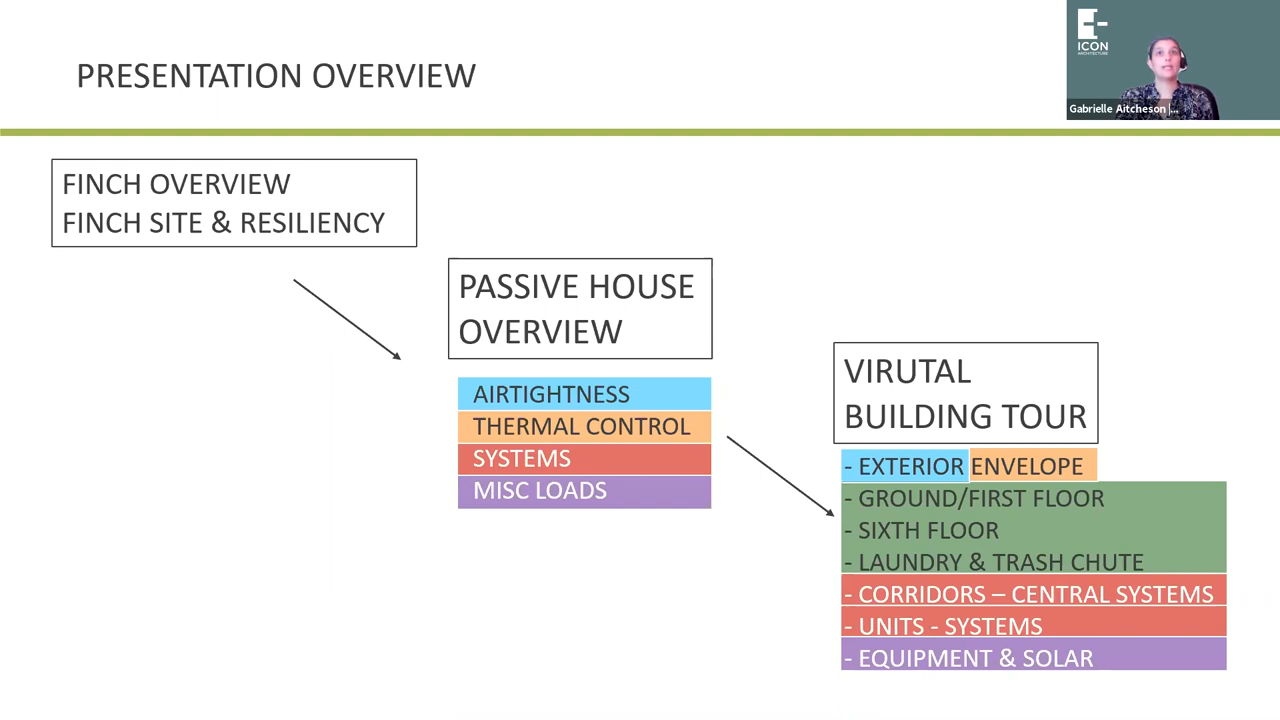 PRESENTATION OVERVIEW
ICON
ARCHITECTURE
Gabrielle Aitcheson |...
FINCH OVERVIEW
FINCH SITE & RESILIENCY
PASSIVE HOUSE
OVERVIEW
AIRTIGHTNESS
THERMAL CONTROL
SYSTEMS
MISC LOADS
VIRUTAL
BUILDING TOUR
- EXTERIOR ENVELOPE
- GROUND/FIRST FLOOR
- SIXTH FLOOR
- LAUNDRY & TRASH CHUTE
- CORRIDORS – CENTRAL SYSTEMS
- UNITS - SYSTEMS
- EQUIPMENT & SOLAR